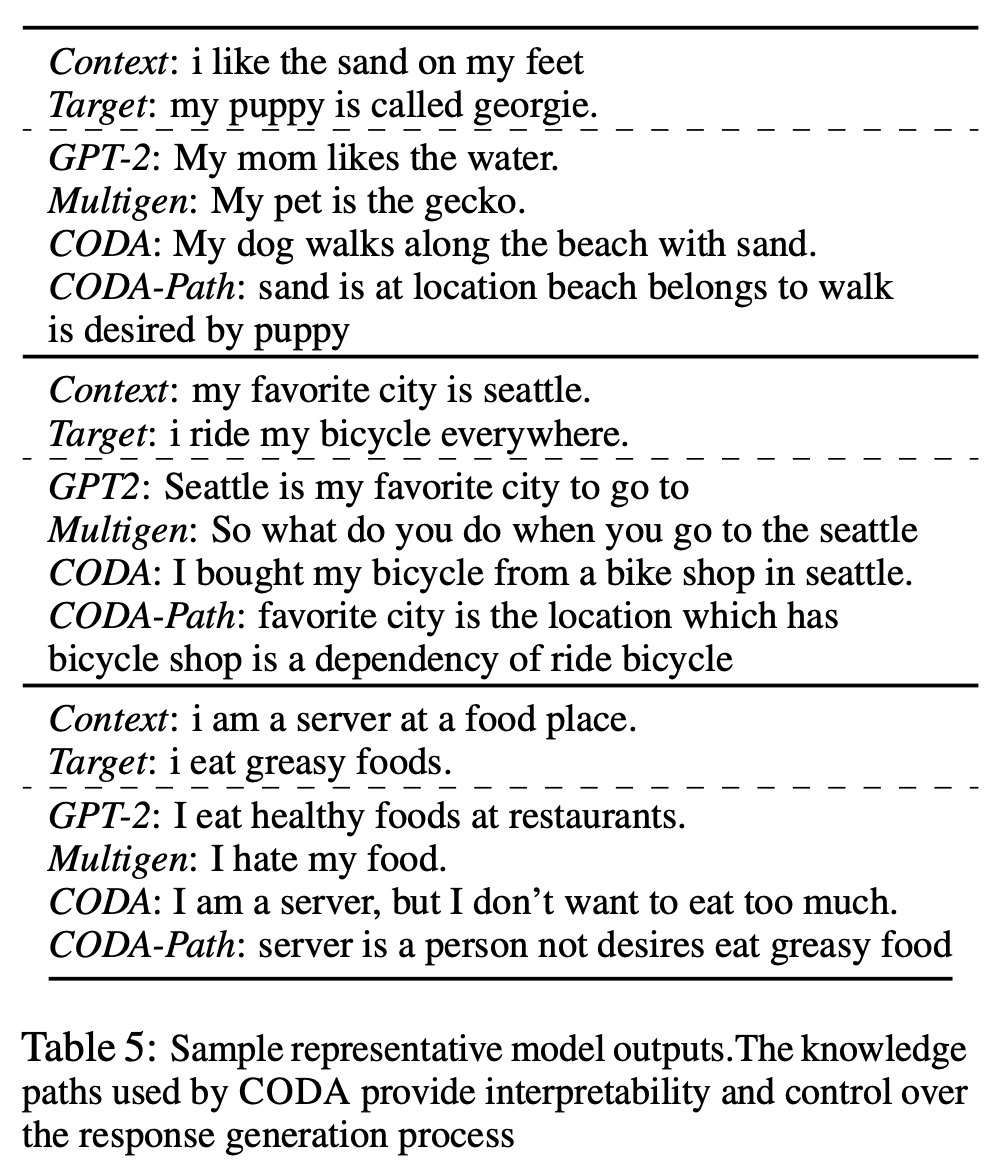 Context: i like the sand on my feet
Target: my puppy is called georgie.
GPT-2: My mom likes the water.
Multigen: My pet is the gecko.
CODA: My dog walks along the beach with sand.
CODA-Path: sand is at location beach belongs to walk
is desired by puppy
Context: my favorite city is seattle.
Target: i ride my bicycle everywhere.
GPT2: Seattle is my favorite city to go to
Multigen: So what do you do when you go to the seattle
CODA: I bought my bicycle from a bike shop in seattle.
CODA-Path: favorite city is the location which has
bicycle shop is a dependency of ride bicycle
Context: i am a server at a food place.
Target: i eat greasy foods.
GPT-2: I eat healthy foods at restaurants.
Multigen: I hate my food.
CODA: I am a server, but I don’t want to eat too much.
CODA-Path: server is a person not desires eat greasy food
Table 5: Sample representative model outputs.The knowledge
paths used by CODA provide interpretability and control over
the response generation process